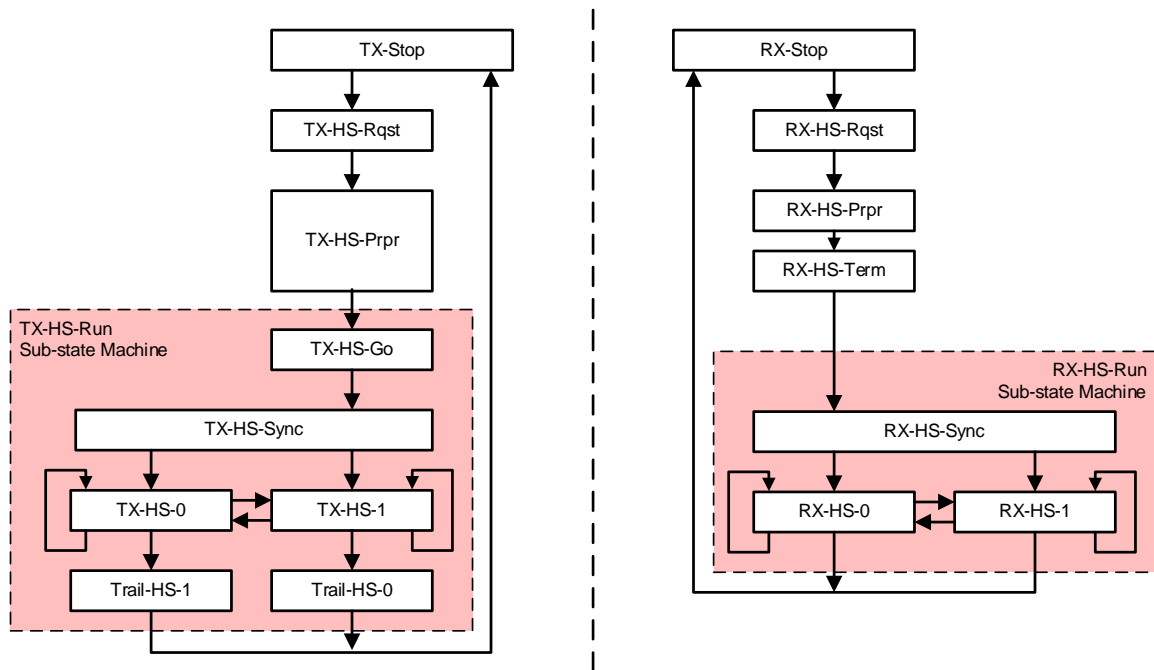 TX-Stop
TX-HS-Rqst
TX-HS-Prpr
TX-HS-Run
Sub-state Machine
TX-HS-Go
TX-HS-Sync
TX-HS-0
TX-HS-1
Trail-HS-1
Trail-HS-0
RX-Stop
RX-HS-Rqst
RX-HS-Prpr
RX-HS-Term
RX-HS-Run
Sub-state Machine
RX-HS-Sync
RX-HS-0
RX-HS-1